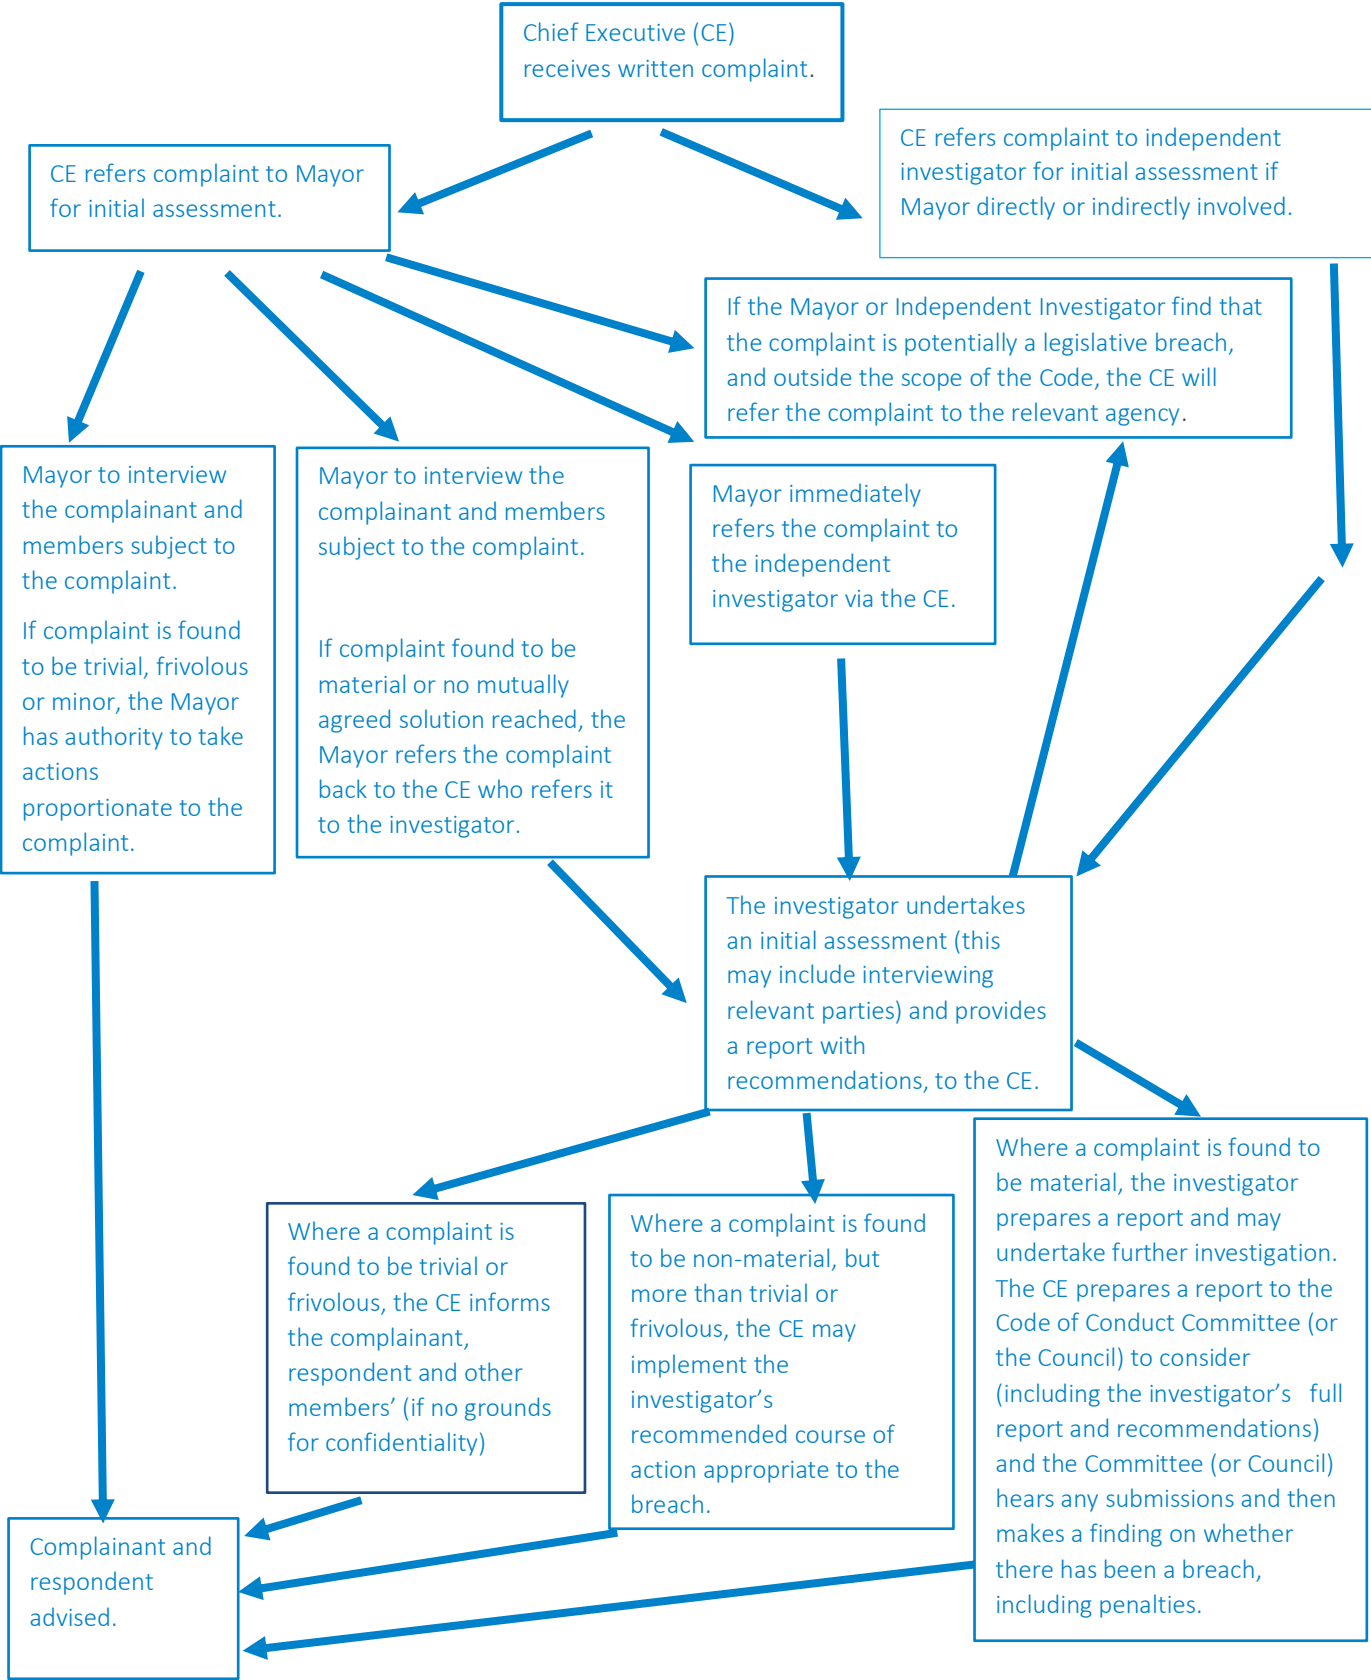 Chief Executive (CE)
receives written complaint.
CE refers complaint to Mayor
for initial assessment.
CE refers complaint to independent
investigator for initial assessment if
Mayor directly or indirectly involved.
If the Mayor or Independent Investigator find that
the complaint is potentially a legislative breach,
and outside the scope of the Code, the CE will
refer the complaint to the relevant agency.
Mayor to interview
the complainant and
members subject to
the complaint.
If complaint is found
to be trivial, frivolous
or minor, the Mayor
has authority to take
actions
proportionate to the
complaint.
Mayor to interview the
complainant and members
subject to the complaint.
If complaint found to be
material or no mutually
agreed solution reached, the
Mayor refers the complaint
back to the CE who refers it
to the investigator.
Mayor immediately
refers the complaint to
the independent
investigator via the CE.
The investigator undertakes
an initial assessment (this
may include interviewing
relevant parties) and provides
a report with
recommendations, to the CE.
Where a complaint is
found to be trivial or
frivolous, the CE informs
the complainant,
respondent and other
members’ (if no grounds
for confidentiality)
Where a complaint is found
to be non-material, but
more than trivial or
frivolous, the CE may
implement the
investigator’s
recommended course of
action appropriate to the
breach.
Where a complaint is found to
be material, the investigator
prepares a report and may
undertake further investigation.
The CE prepares a report to the
Code of Conduct Committee (or
the Council) to consider
(including the investigator’s full
report and recommendations)
and the Committee (or Council)
hears any submissions and then
makes a finding on whether
there has been a breach,
including penalties.
Complainant and
respondent
advised.